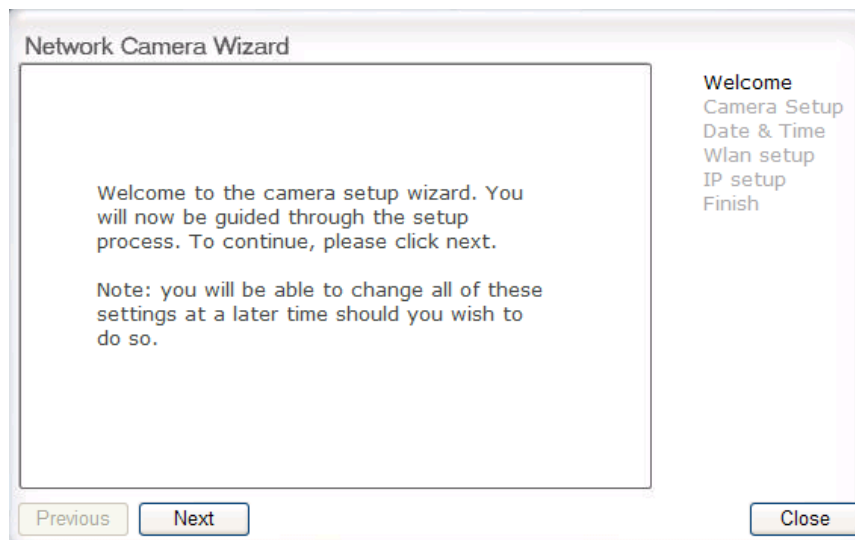 Network Camera Wizard
Welcome to the camera setup wizard. You
will now be guided through the setup
process. To continue, please click next.
Note: you will be able to change all of these
settings at a later time should you wish to
do so.
Welcome
Camera Setup
Date & Time
Wlan setup
IP setup
Finish
Previous
Next
Close